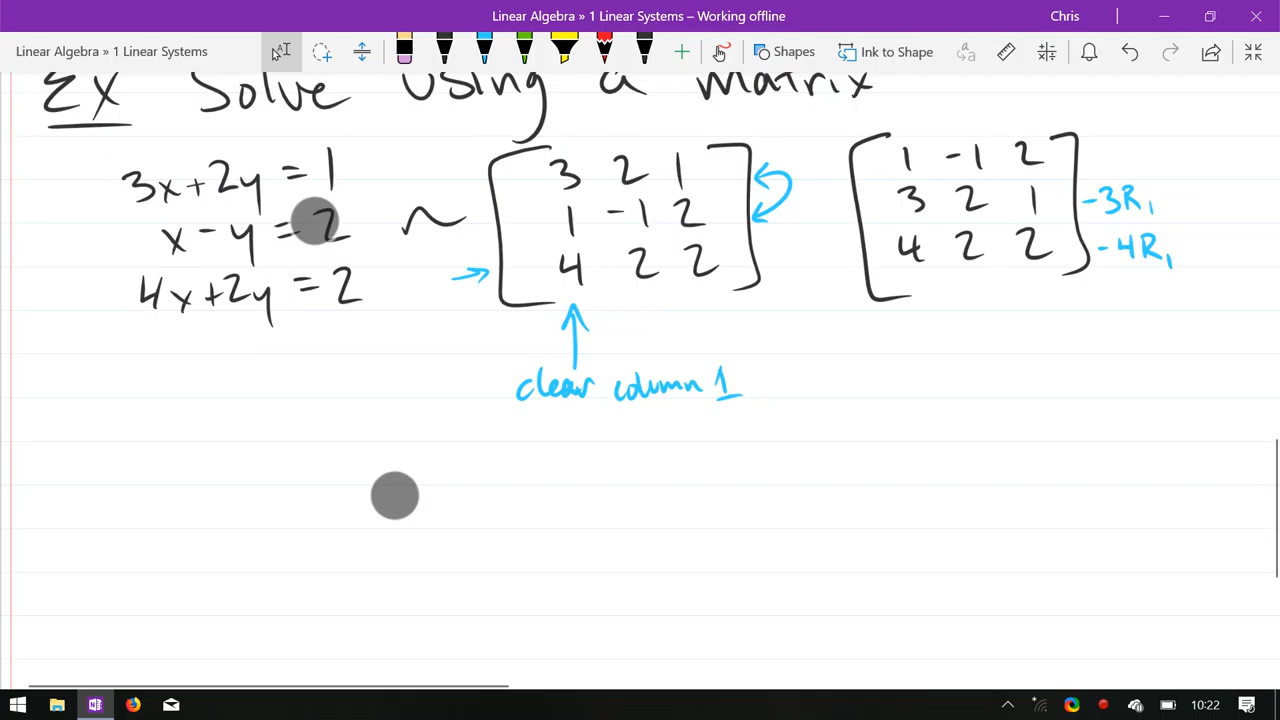 Linear Algebra » 1 Linear Systems – Working offline
Chris
Linear Algebra » 1 Linear Systems
Shapes
Ink to Shape
Ex Solve using a matrix
3x+2y = 1
x - y = 2
4x+2y = 2
~
3 2 1
1 -1 2
4 2 2
clear column 1
1 -1 2
3 2 1 -3R₁
4 2 2 -4R₁
10:22